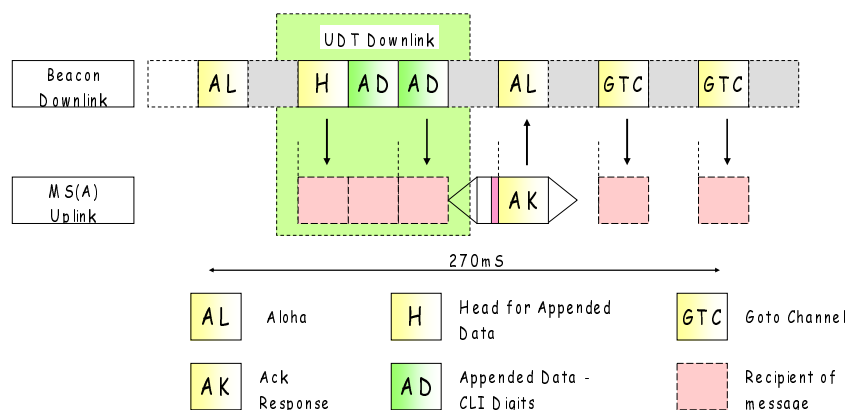 UDT Downlink
Beacon
Downlink
AL
H
AD
AD
AL
GTC
GTC
MS(A)
Uplink
AK
270mS
AL
Aloha
H
Head for Appended
Data
GTC
Goto Channel
AK
Ack
Response
AD
Appended Data -
CLI Digits
Recipient of
message